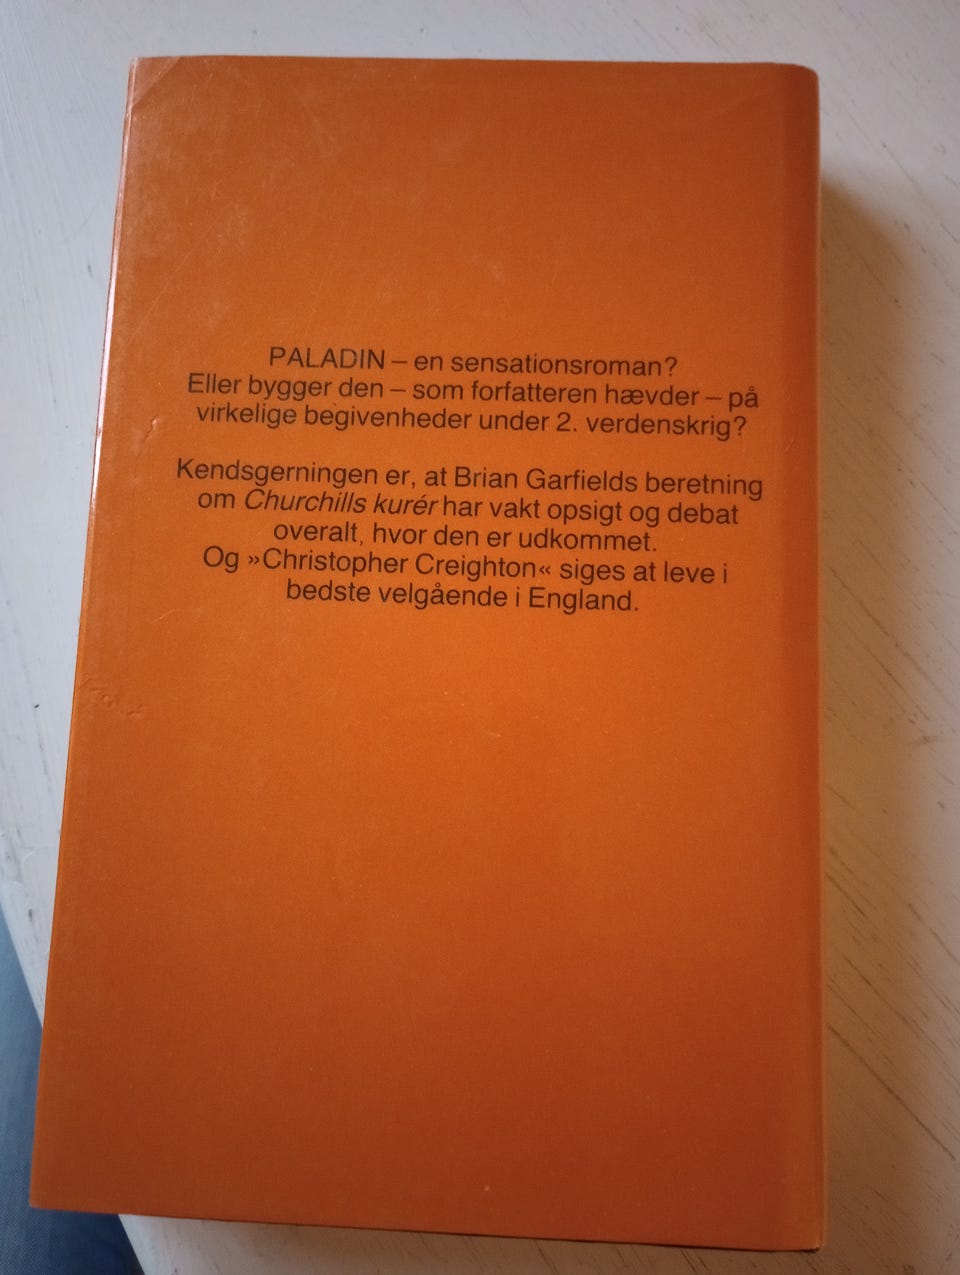 PALADIN – en sensationsroman?
Eller bygger den – som forfatteren hævder – på
virkelige begivenheder under 2. verdenskrig?
Kendsgerningen er, at Brian Garfields beretning
om Churchills kurér har vakt opsigt og debat
overalt, hvor den er udkommet.
Og »Christopher Creighton« siges at leve i
bedste velgående i England.